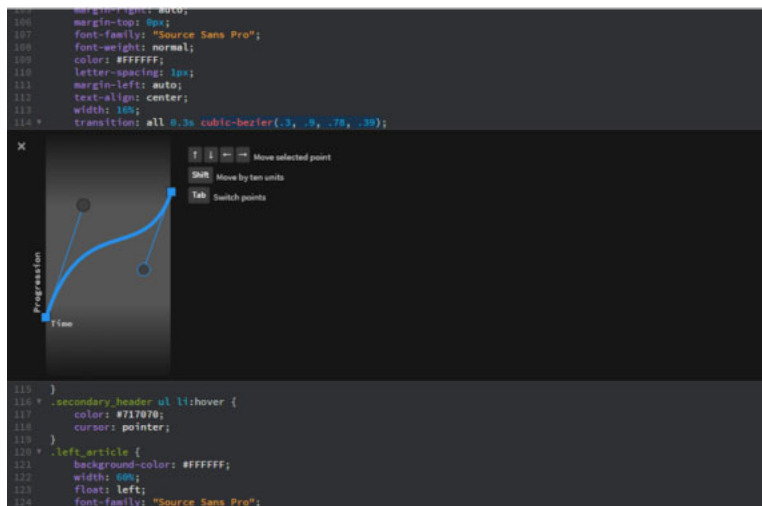 105 margin-right: auto;
106 margin-top: 0px;
107 font-family: "Source Sans Pro";
108 font-weight: normal;
109 color: #FFFFFF;
110 letter-spacing: 1px;
111 margin-left: auto;
112 text-align: center;
113 width: 16%;
114 ▼ transition: all 0.3s cubic-bezier(.3, .9, .78, .39);
×
↑ ↓ ← → Move selected point
Shift Move by ten units
Tab Switch points
Progression
Time
115 }
116 ▼ .secondary_header ul li:hover {
117 color: #717070;
118 cursor: pointer;
119 }
120 ▼ .left_article {
121 background-color: #FFFFFF;
122 width: 60%;
123 float: left;
124 font-family: "Source Sans Pro";